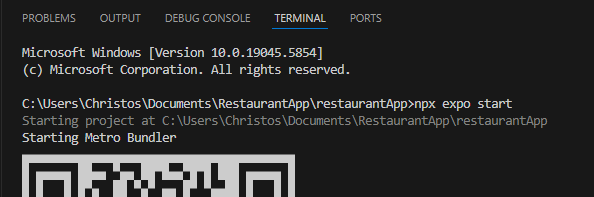 PROBLEMS OUTPUT DEBUG CONSOLE TERMINAL PORTS
Microsoft Windows [Version 10.0.19045.5854]
(c) Microsoft Corporation. All rights reserved.
C:\Users\Christos\Documents\RestaurantApp\restaurantApp>npx expo start
Starting project at C:\Users\Christos\Documents\RestaurantApp\restaurantApp
Starting Metro Bundler